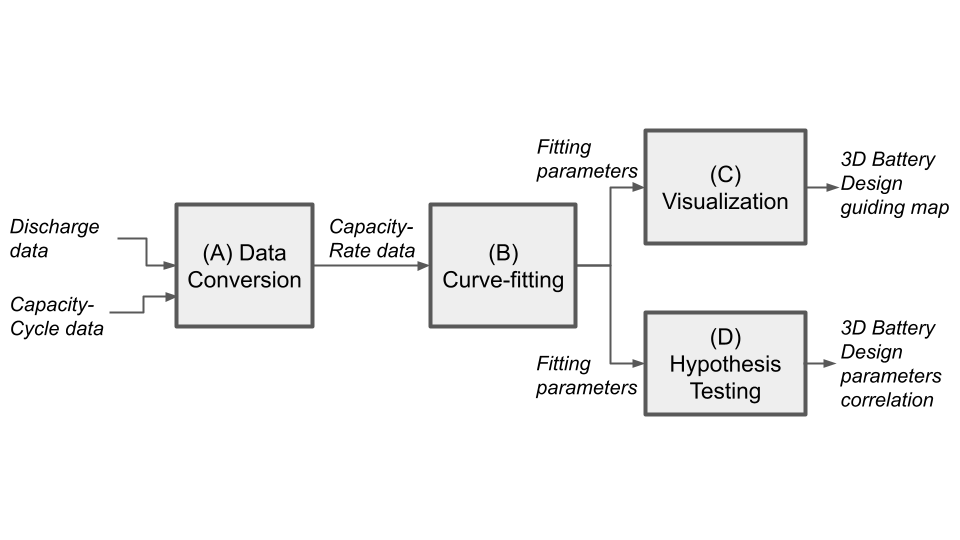 Discharge
data
Capacity-
Cycle data
(A) Data
Conversion
Capacity-
Rate data
(B)
Curve-fitting
Fitting
parameters
(C)
Visualization
3D Battery
Design
guiding map
Fitting
parameters
(D)
Hypothesis
Testing
3D Battery
Design
parameters
correlation